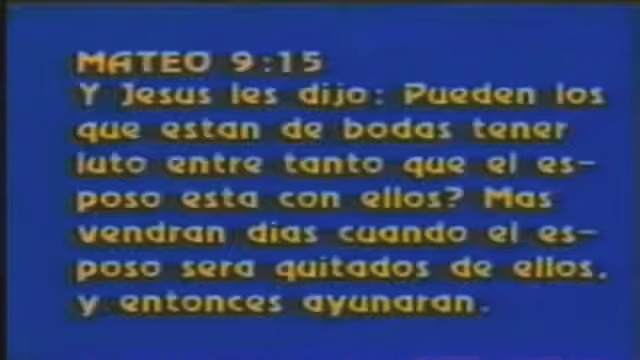 MATEO 9:15
Y Jesus les dijo: Pueden los
que estan de bodas tener
luto entre tanto que el es-
poso esta con ellos? Mas
vendran dias cuando el es-
poso sera quitados de ellos,
y entonces ayunaran.